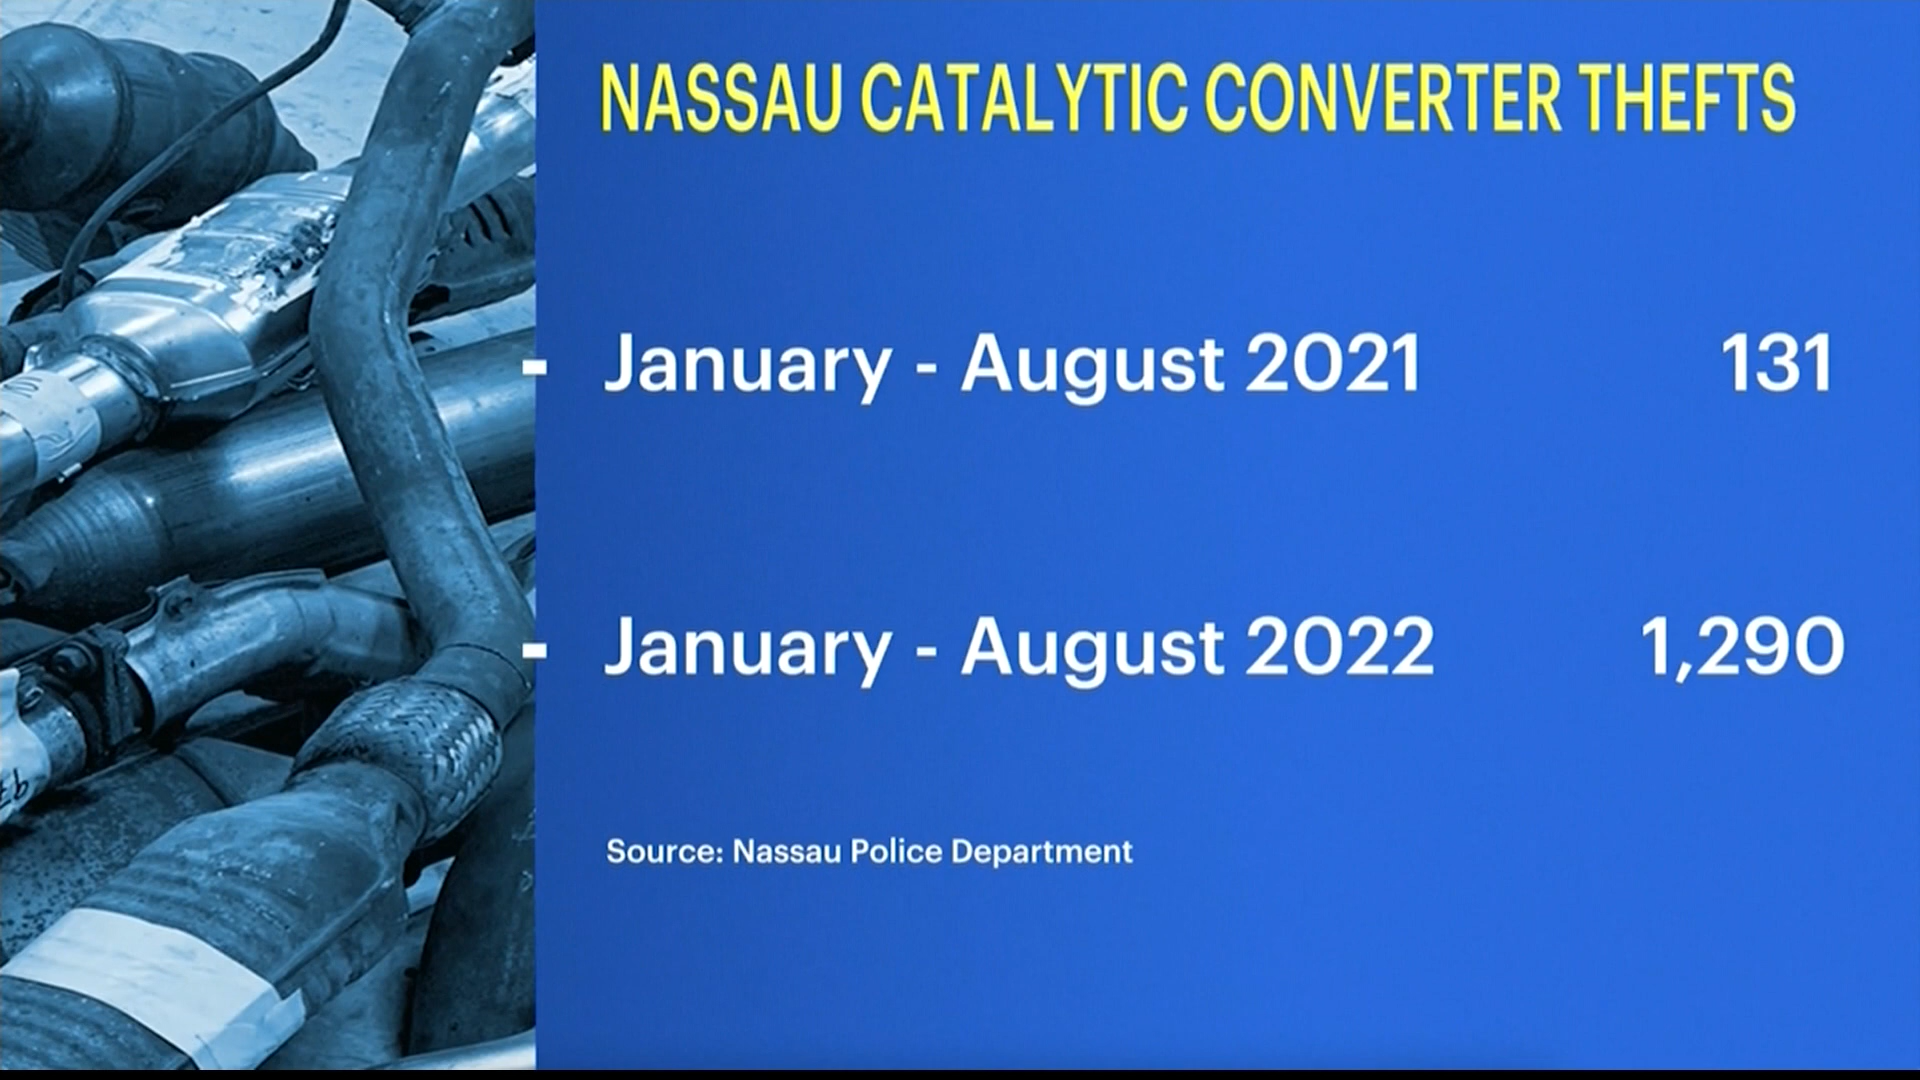 NASSAU CATALYTIC CONVERTER THEFTS
- January - August 2021 131
- January - August 2022 1,290
Source: Nassau Police Department